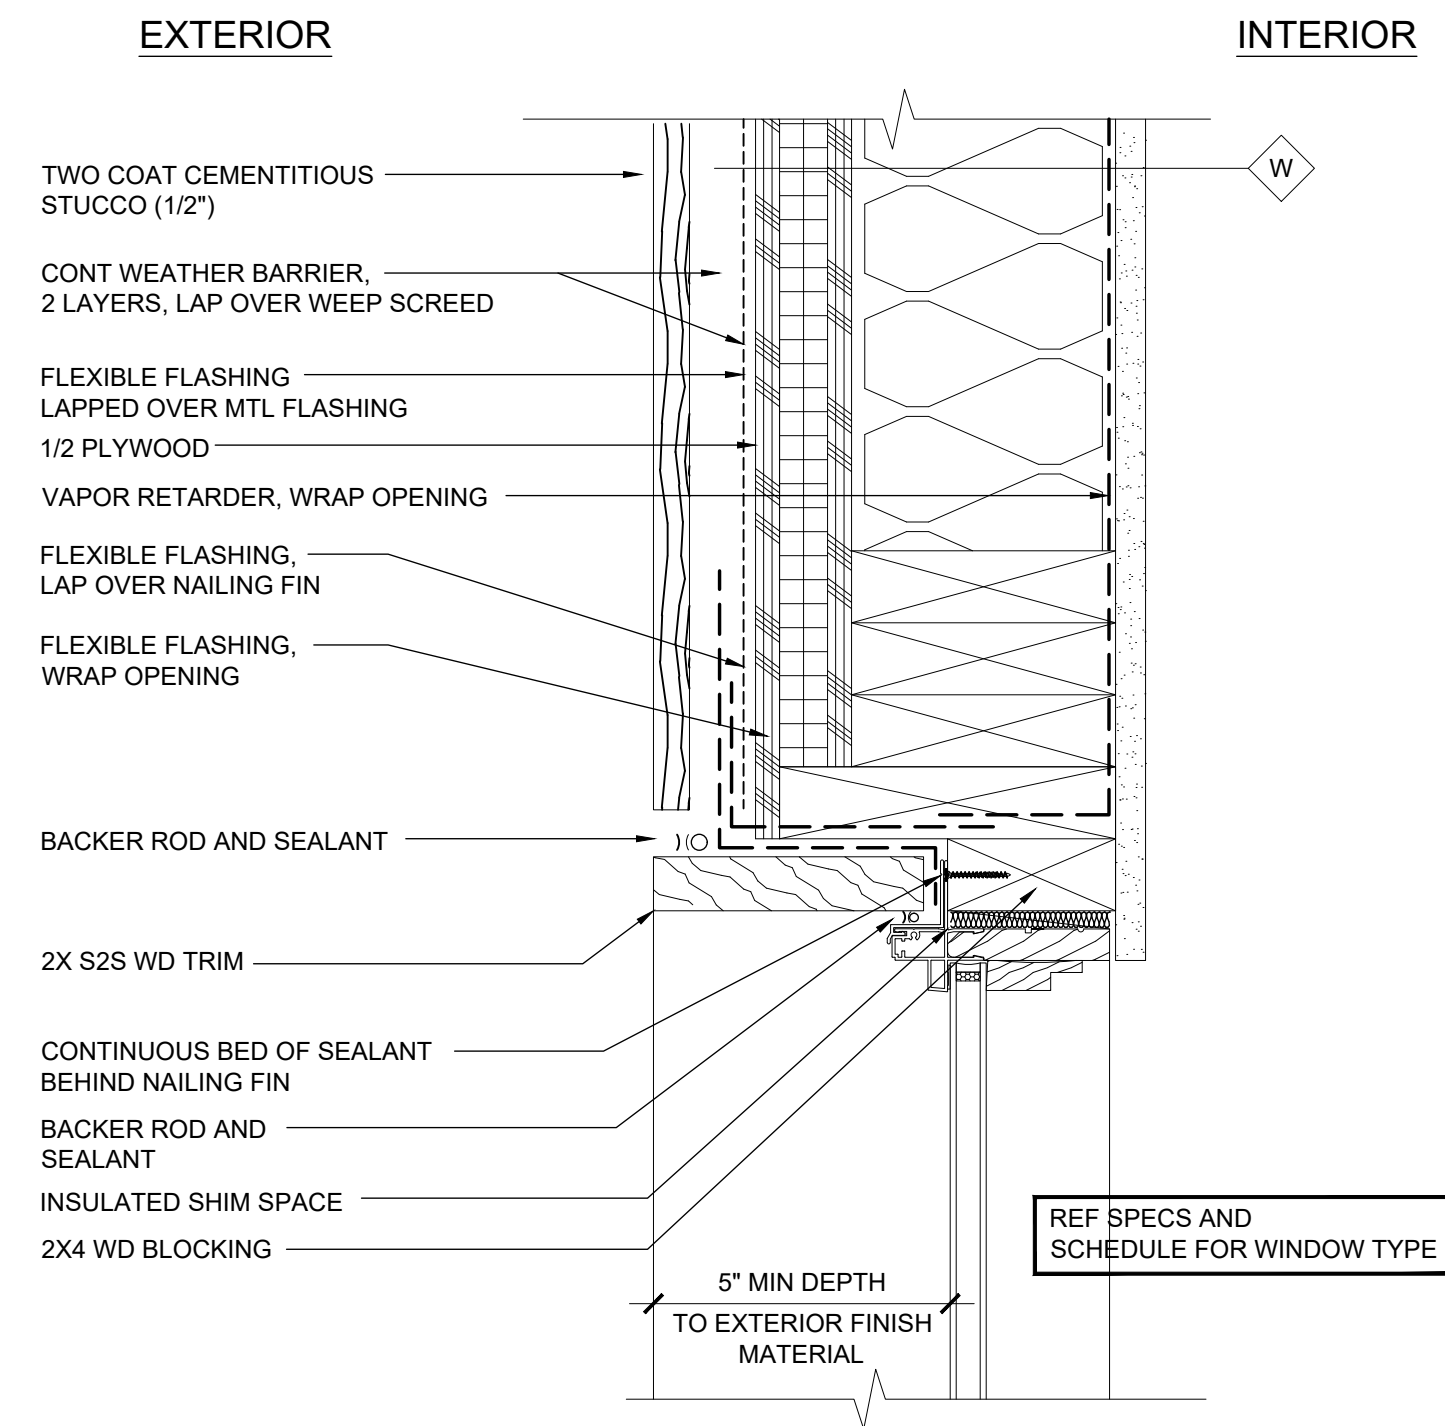 EXTERIOR
INTERIOR
TWO COAT CEMENTITIOUS
STUCCO (1/2")
W
CONT WEATHER BARRIER,
2 LAYERS, LAP OVER WEEP SCREED
FLEXIBLE FLASHING
LAPPED OVER MTL FLASHING
1/2 PLYWOOD
VAPOR RETARDER, WRAP OPENING
FLEXIBLE FLASHING,
LAP OVER NAILING FIN
FLEXIBLE FLASHING,
WRAP OPENING
BACKER ROD AND SEALANT
2X S2S WD TRIM
CONTINUOUS BED OF SEALANT
BEHIND NAILING FIN
BACKER ROD AND
SEALANT
INSULATED SHIM SPACE
2X4 WD BLOCKING
REF SPECS AND
SCHEDULE FOR WINDOW TYPE
5" MIN DEPTH
TO EXTERIOR FINISH
MATERIAL